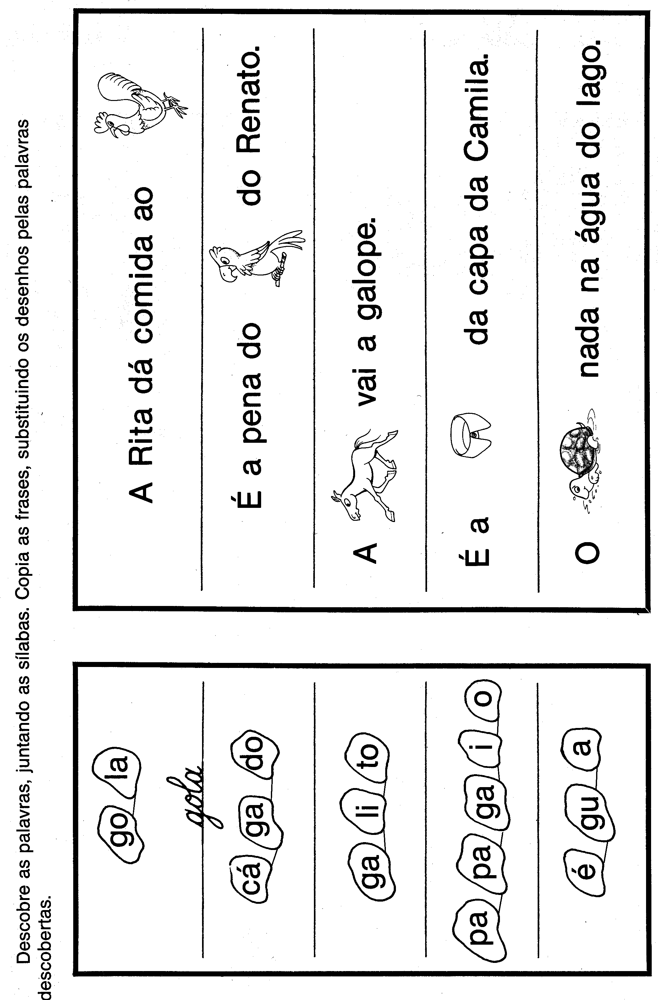 Descobre as palavras, juntando as sílabas. Copia as frases, substituindo os desenhos pelas palavras
descobertas.
go la
gola
cá ga do
ga li to
pa pa ga i o
é gu a
A Rita dá comida ao
É a pena do do Renato.
A vai a galope.
É a da capa da Camila.
O nada na água do lago.